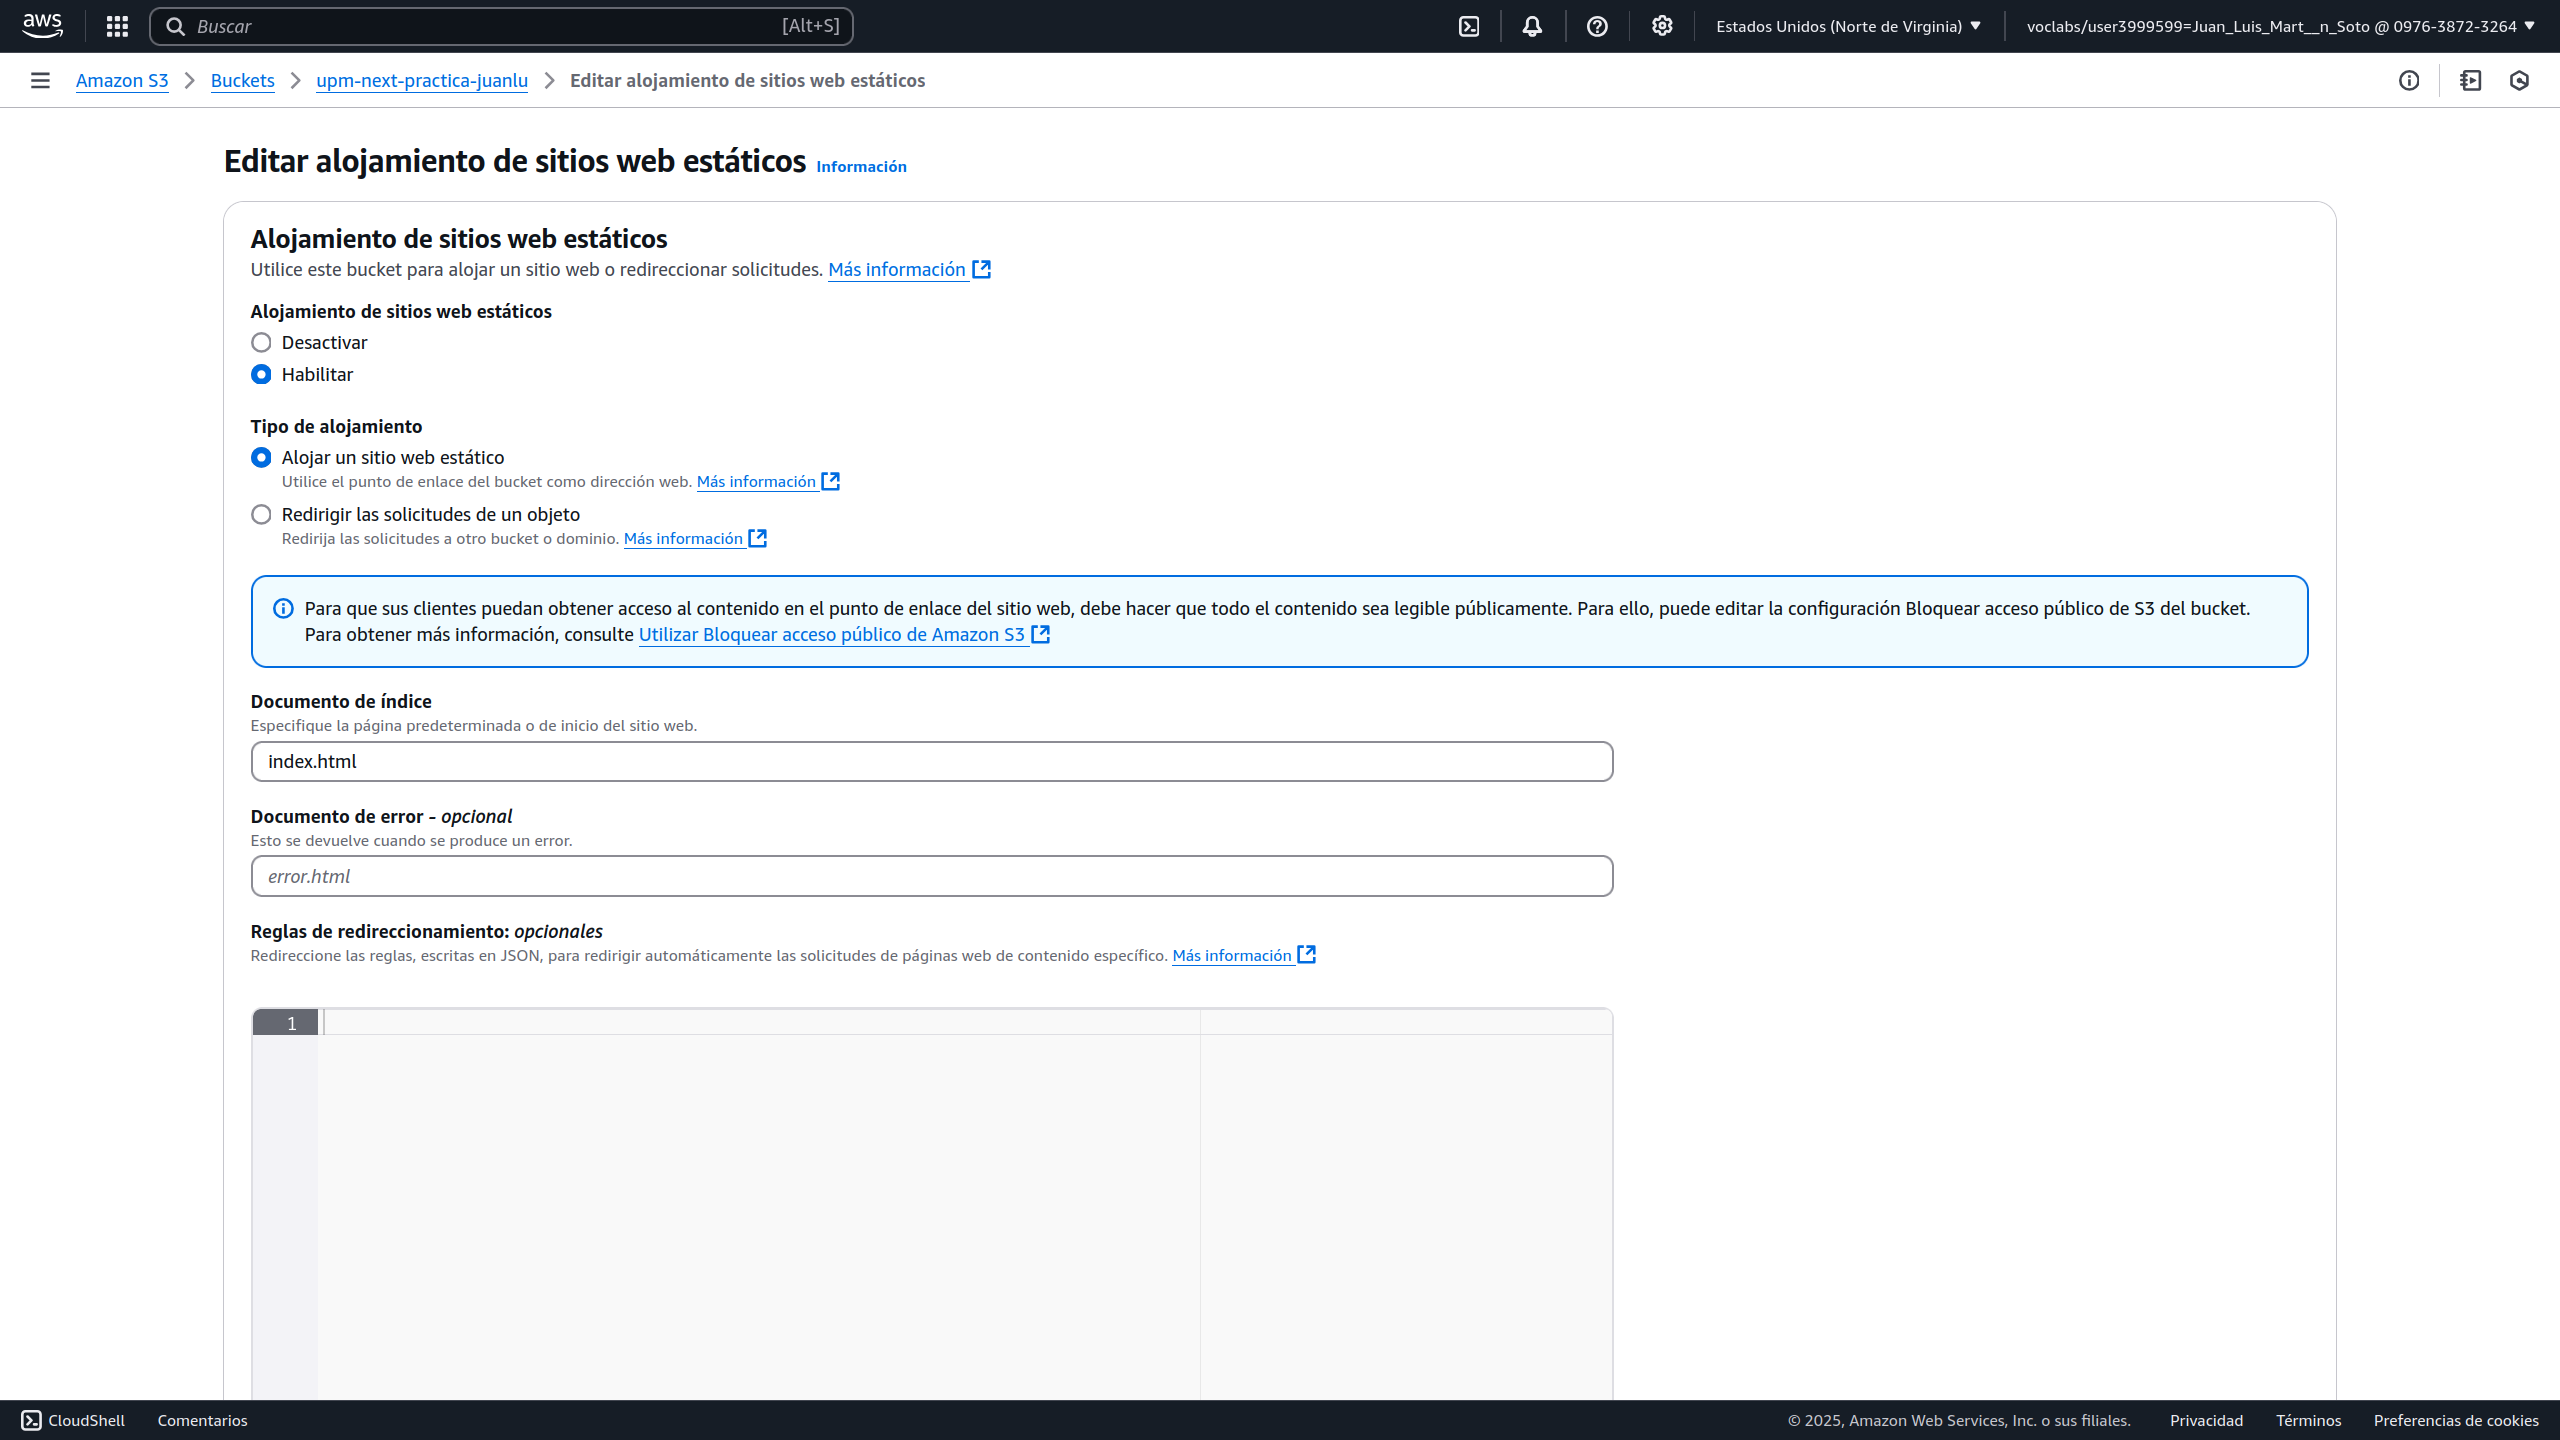 aws
Buscar [Alt+S]
Estados Unidos (Norte de Virginia)
voclabs/user3999599=Juan_Luis_Mart__n_Soto @ 0976-3872-3264
Amazon S3 > Buckets > upm-next-practica-juanlu > Editar alojamiento de sitios web estáticos
Editar alojamiento de sitios web estáticos Información
Alojamiento de sitios web estáticos
Utilice este bucket para alojar un sitio web o redireccionar solicitudes. Más información
Alojamiento de sitios web estáticos
Desactivar
Habilitar
Tipo de alojamiento
Alojar un sitio web estático
Utilice el punto de enlace del bucket como dirección web. Más información
Redirigir las solicitudes de un objeto
Redirija las solicitudes a otro bucket o dominio. Más información
Para que sus clientes puedan obtener acceso al contenido en el punto de enlace del sitio web, debe hacer que todo el contenido sea legible públicamente. Para ello, puede editar la configuración Bloquear acceso público de S3 del bucket.
Para obtener más información, consulte Utilizar Bloquear acceso público de Amazon S3
Documento de índice
Especifique la página predeterminada o de inicio del sitio web.
index.html
Documento de error - opcional
Esto se devuelve cuando se produce un error.
error.html
Reglas de redireccionamiento: opcionales
Redireccione las reglas, escritas en JSON, para redirigir automáticamente las solicitudes de páginas web de contenido específico. Más información
1
CloudShell Comentarios
© 2025, Amazon Web Services, Inc. o sus filiales. Privacidad Términos Preferencias de cookies